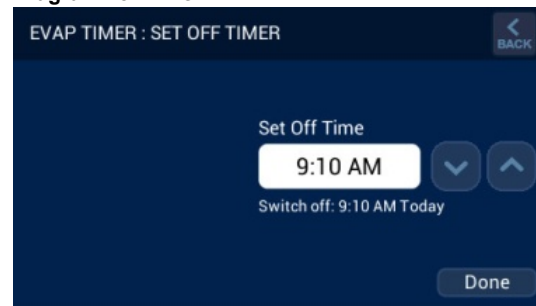 EVAP TIMER : SET OFF TIMER
BACK
Set Off Time
9:10 AM
Switch off: 9:10 AM Today
Done